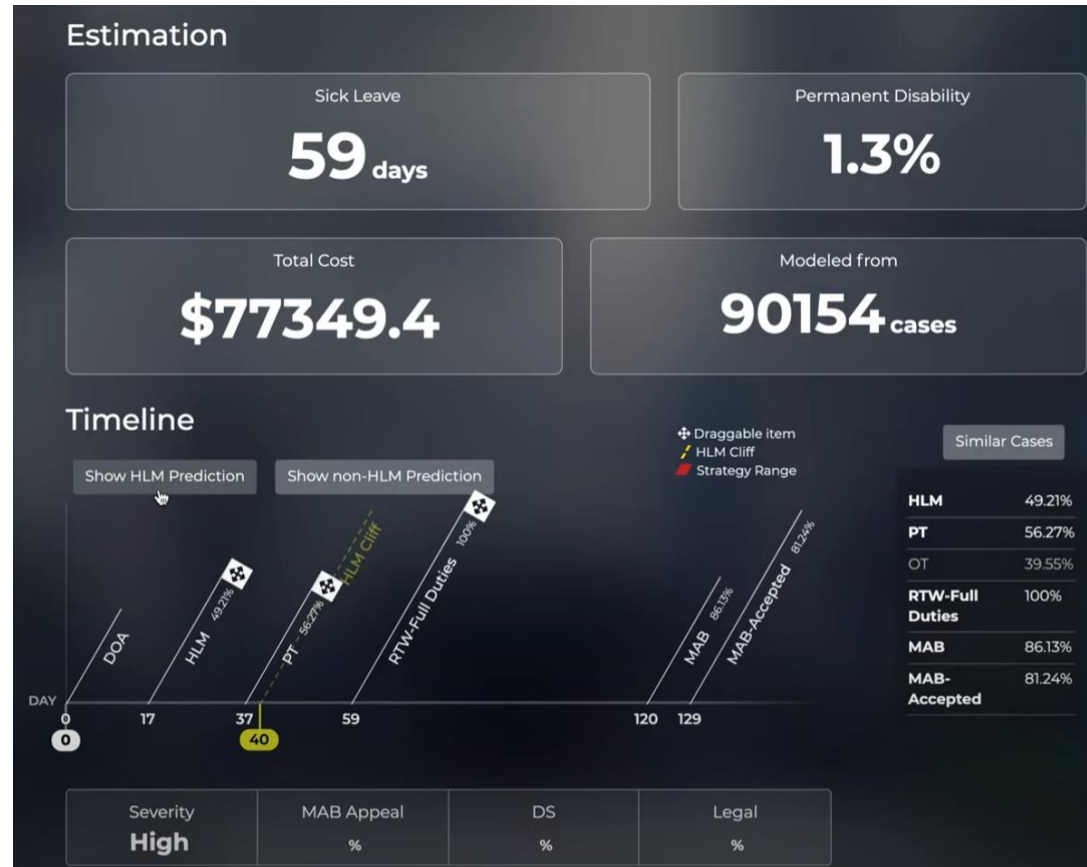 Estimation
Sick Leave
59 days
Permanent Disability
1.3%
Total Cost
$77349.4
Modeled from
90154 cases
Timeline
Show HLM Prediction
Show non-HLM Prediction
Draggable item
HLM Cliff
Strategy Range
Similar Cases
DOA
HLM 49.21%
PT 56.27%
HLM Cliff
RTW-Full Duties 100%
MAB 86.13%
MAB-Accepted 81.24%
DAY
0 17 37 59 120 129
0 40
HLM 49.21%
PT 56.27%
OT 39.55%
RTW-Full 100%
Duties
MAB 86.13%
MAB- 81.24%
Accepted
Severity
High
MAB Appeal
%
DS
%
Legal
%